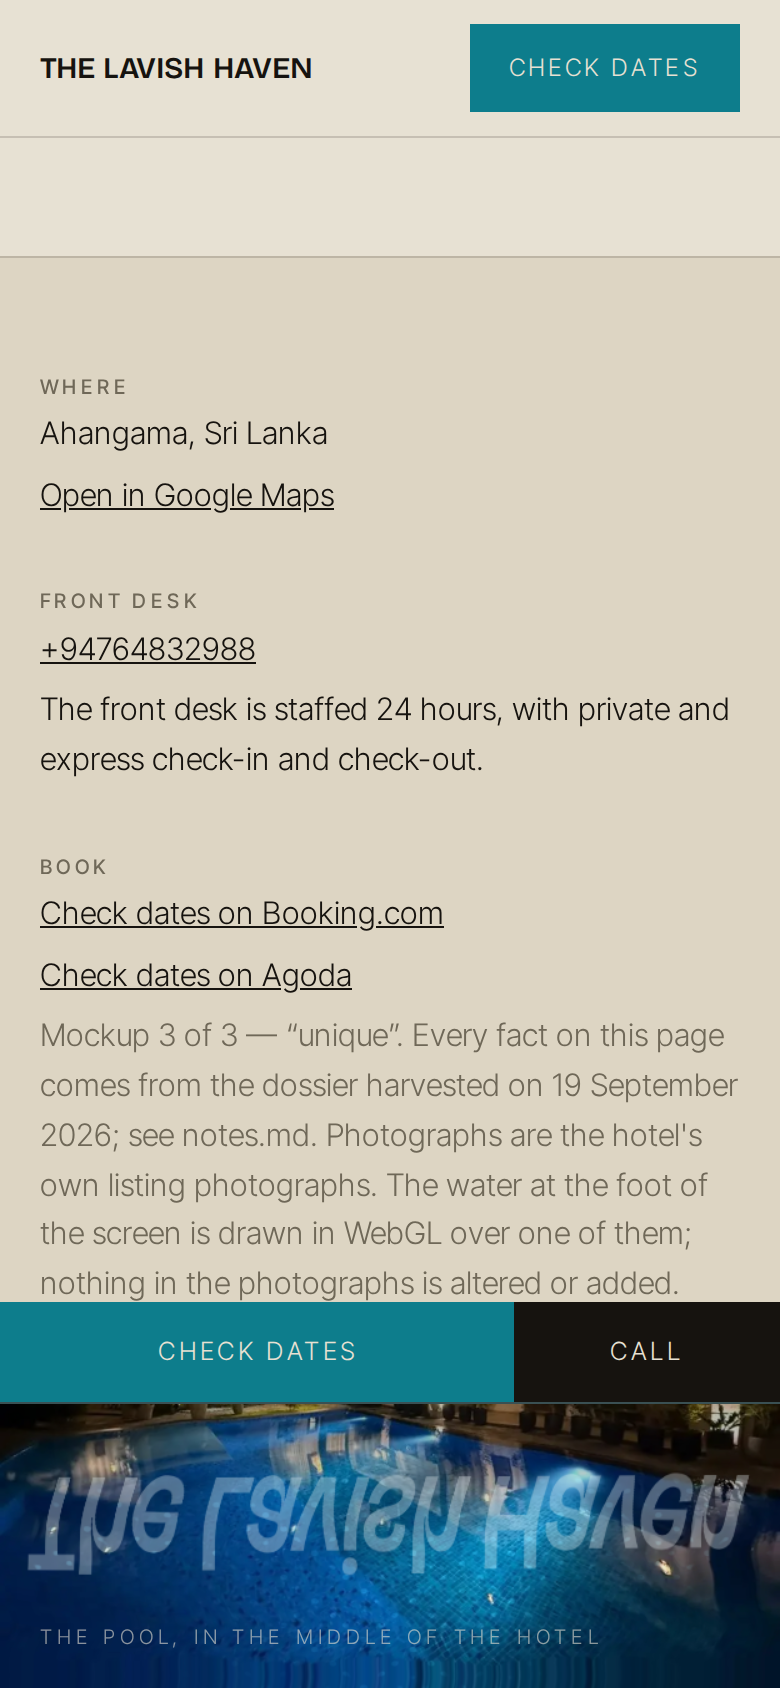 THE LAVISH HAVEN
CHECK DATES
WHERE
Ahangama, Sri Lanka
Open in Google Maps
FRONT DESK
+94764832988
The front desk is staffed 24 hours, with private and
express check-in and check-out.
BOOK
Check dates on Booking.com
Check dates on Agoda
Mockup 3 of 3 — “unique”. Every fact on this page
comes from the dossier harvested on 19 September
2026; see notes.md. Photographs are the hotel's
own listing photographs. The water at the foot of
the screen is drawn in WebGL over one of them;
nothing in the photographs is altered or added.
CHECK DATES
CALL
The Lavish Haven
THE POOL, IN THE MIDDLE OF THE HOTEL